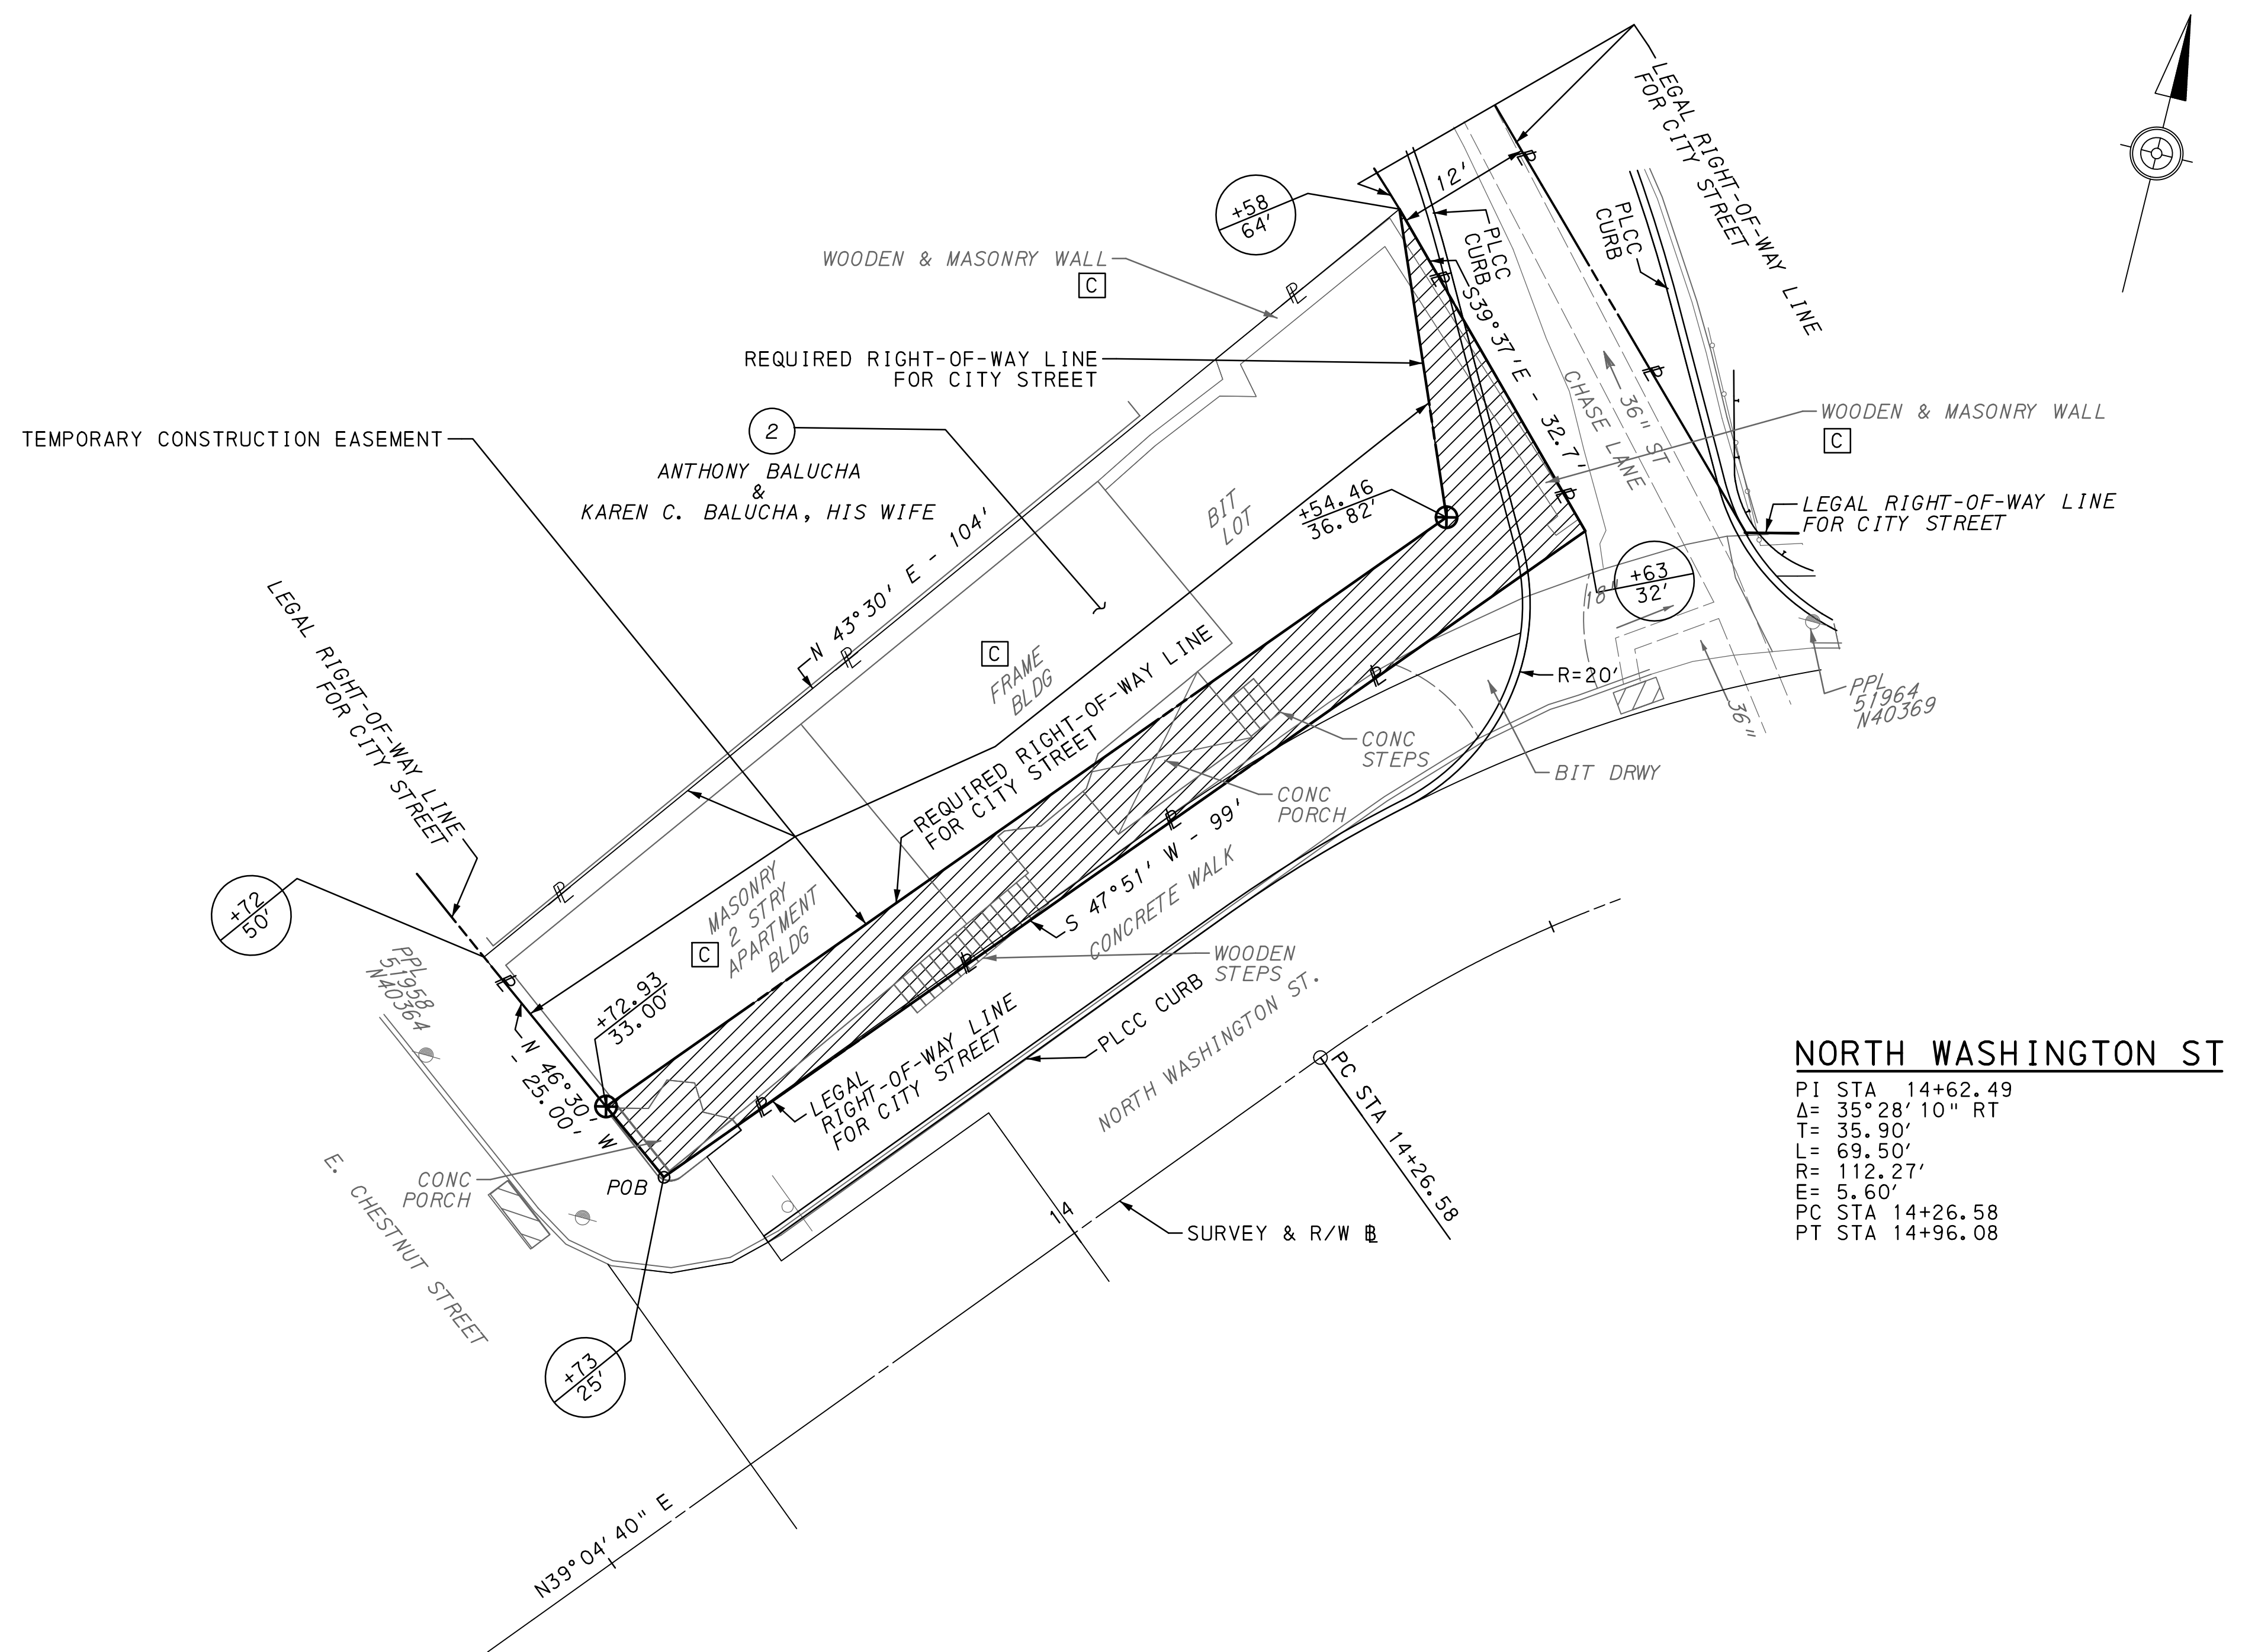 LEGAL RIGHT-OF-WAY LINE
FOR CITY STREET
12'
+58
64'
PLCC
CURB
PLCC
CURB
WOODEN & MASONRY WALL
C
S39°37'E - 32.7'
REQUIRED RIGHT-OF-WAY LINE
FOR CITY STREET
CHASE LANE
36" ST
WOODEN & MASONRY WALL
C
TEMPORARY CONSTRUCTION EASEMENT
2
ANTHONY BALUCHA
&
KAREN C. BALUCHA, HIS WIFE
BIT
LOT
+54.46
36.82'
LEGAL RIGHT-OF-WAY LINE
FOR CITY STREET
N 43°30' E - 104'
+63
32'
18"
LEGAL RIGHT-OF-WAY LINE
FOR CITY STREET
C
FRAME
BLDG
REQUIRED RIGHT-OF-WAY LINE
FOR CITY STREET
R=20'
PPL
51964
N40369
36"
CONC
STEPS
BIT DRWY
CONC
PORCH
S 47°51' W - 99'
CONCRETE WALK
MASONRY
2 STRY
APARTMENT
BLDG
C
+72
50'
PPL
51958
N40364
+72.93
33.00'
WOODEN
STEPS
N 46°30' W
- 25.00'
LEGAL
RIGHT-OF-WAY LINE
FOR CITY STREET
PLCC CURB
NORTH WASHINGTON ST.
PC STA 14+26.58
CONC
PORCH
POB
E. CHESTNUT STREET
14
SURVEY & R/W BL
+73
25'
N39°04'40" E
NORTH WASHINGTON ST
PI STA 14+62.49
Δ= 35°28'10" RT
T= 35.90'
L= 69.50'
R= 112.27'
E= 5.60'
PC STA 14+26.58
PT STA 14+96.08